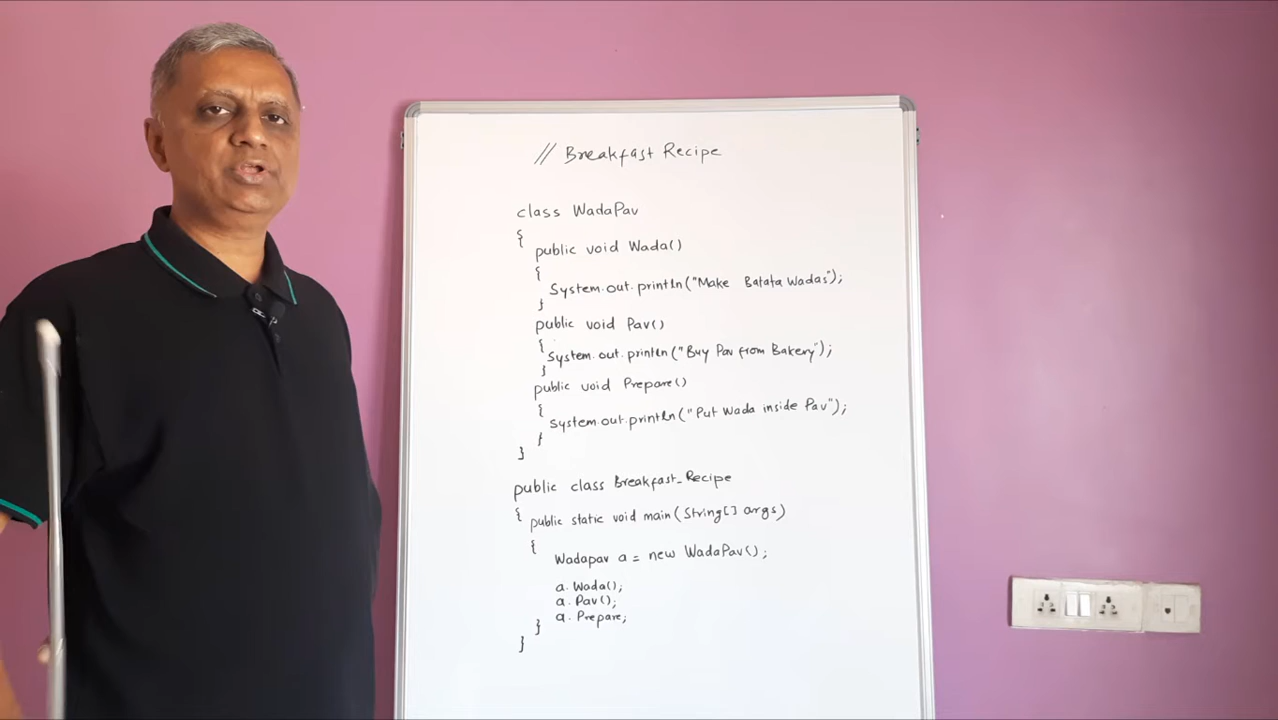 // Breakfast Recipe
class WadaPav
{
public void Wada()
{
System.out.println("Make Batata Wadas");
}
public void Pav()
{
System.out.println("Buy Pav from Bakery");
}
public void Prepare()
{
System.out.println("Put Wada inside Pav");
}
}
public class Breakfast_Recipe
{ public static void main(String[] args)
{
Wadapav a = new WadaPav();
a. Wada();
a. Pav();
a. Prepare;
}
}